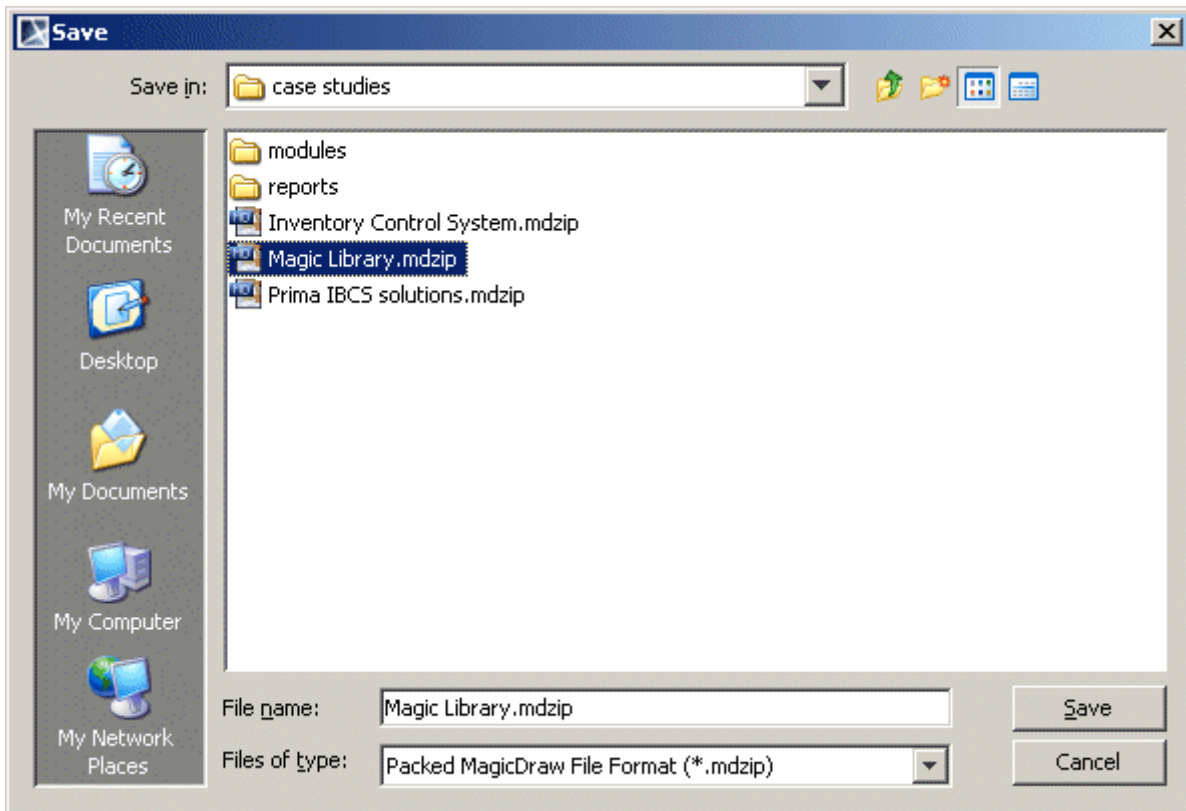 Save
Save in:
case studies
My Recent
Documents
Desktop
My Documents
My Computer
My Network
Places
modules
reports
Inventory Control System.mdzip
Magic Library.mdzip
Prima IBCS solutions.mdzip
File name:
Magic Library.mdzip
Save
Files of type:
Packed MagicDraw File Format (*.mdzip)
Cancel